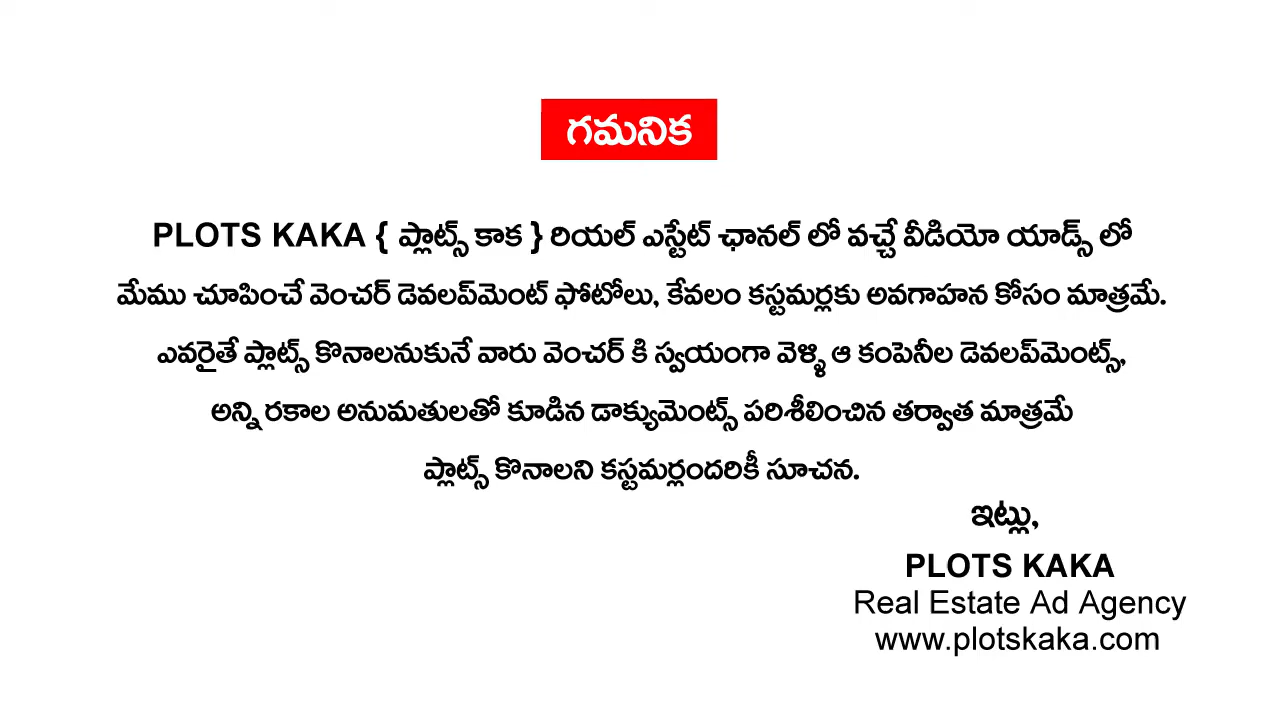 గమనిక
PLOTS KAKA { ప్లాట్స్ కాక } రియల్ ఎస్టేట్ ఛానల్ లో వచ్చే వీడియో యాడ్స్ లో
మేము చూపించే వెంచర్ డెవలప్‌మెంట్ ఫోటోలు, కేవలం కస్టమర్లకు అవగాహన కోసం మాత్రమే.
ఎవరైతే ప్లాట్స్ కొనాలనుకునే వారు వెంచర్ కి స్వయంగా వెళ్ళి ఆ కంపెనీల డెవలప్‌మెంట్స్,
అన్ని రకాల అనుమతులతో కూడిన డాక్యుమెంట్స్ పరిశీలించిన తర్వాత మాత్రమే
ప్లాట్స్ కొనాలని కస్టమర్లందరికీ సూచన.
ఇట్లు,
PLOTS KAKA
Real Estate Ad Agency
www.plotskaka.com